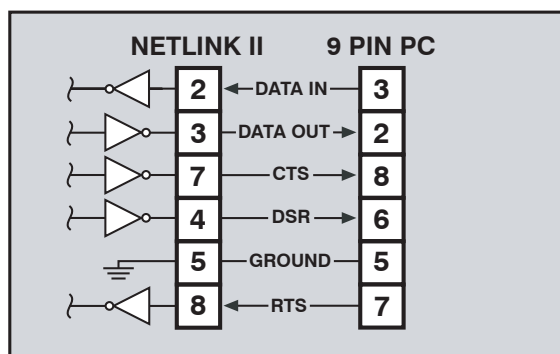 NETLINK II 9 PIN PC
2 DATA IN 3
3 DATA OUT 2
7 CTS 8
4 DSR 6
5 GROUND 5
8 RTS 7